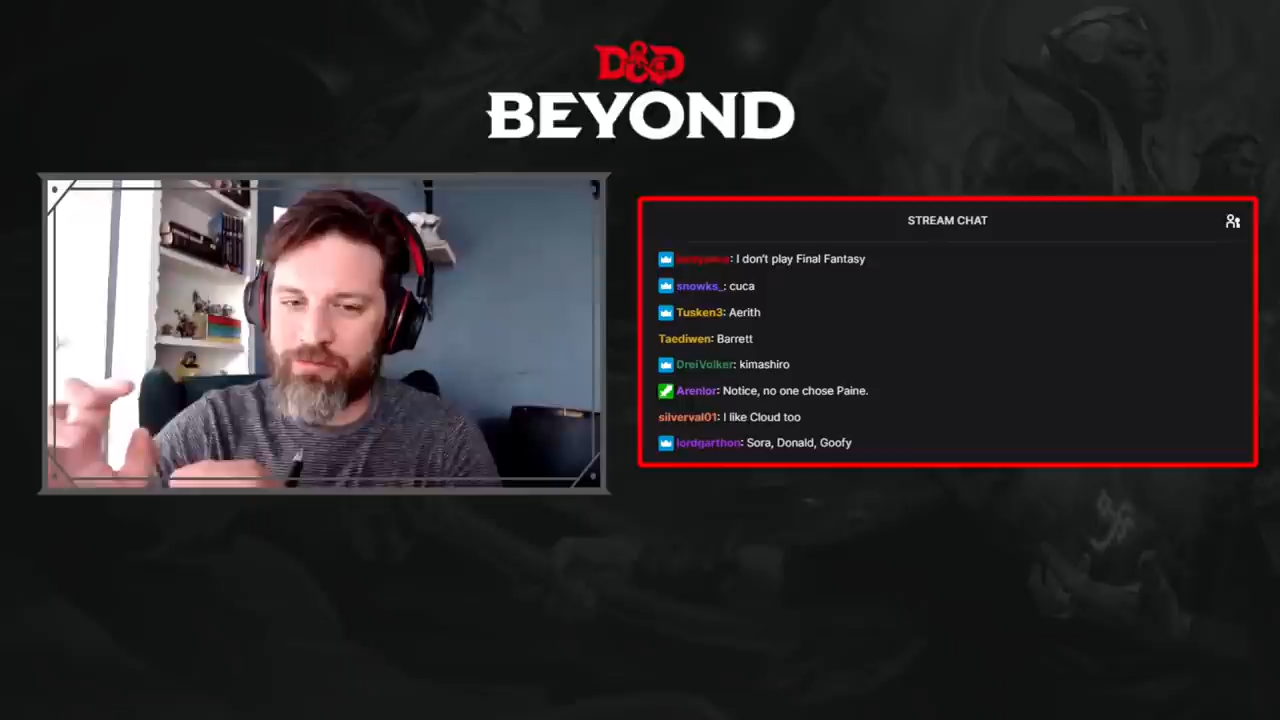 D&D
BEYOND
STREAM CHAT
: I don't play Final Fantasy
snowks_: cuca
Tusken3: Aerith
Taediwen: Barrett
DreiVolker: kimashiro
Arenlor: Notice, no one chose Paine.
silverval01: I like Cloud too
lordgarthon: Sora, Donald, Goofy